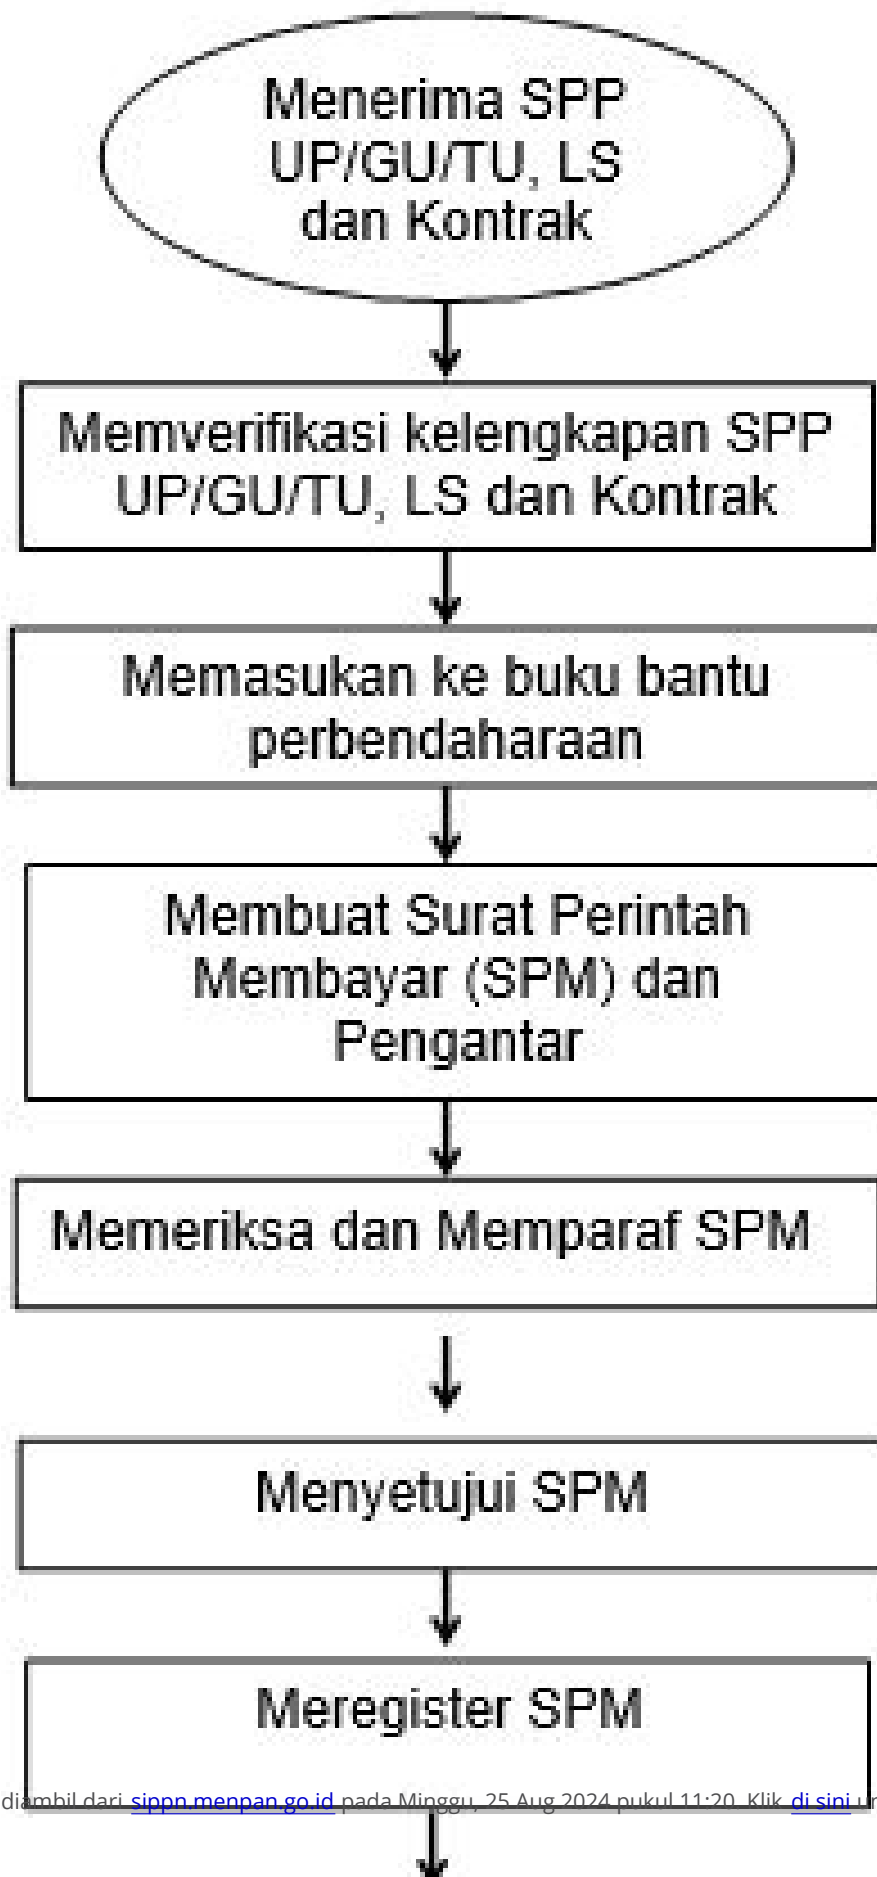 Menerima SPP
UP/GU/TU, LS
dan Kontrak
Memverifikasi kelengkapan SPP
UP/GU/TU, LS dan Kontrak
Memasukan ke buku bantu
perbendaharaan
Membuat Surat Perintah
Membayar (SPM) dan
Pengantar
Memeriksa dan Memparaf SPM
Menyetujui SPM
Meregister SPM
diambil dari sippn.menpan.go.id pada Minggu, 25 Aug 2024 pukul 11:20. Klik di sini